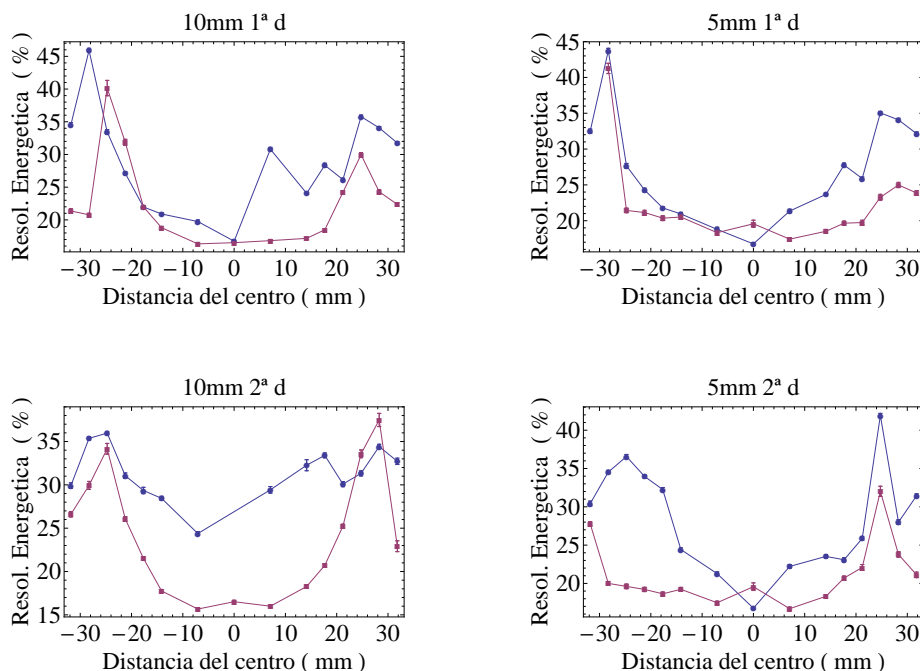 10mm 1ª d
Resol. Energetica ( % )
45
40
35
30
25
20
−30 −20 −10 0 10 20 30
Distancia del centro ( mm )
5mm 1ª d
Resol. Energetica ( % )
45
40
35
30
25
20
−30 −20 −10 0 10 20 30
Distancia del centro ( mm )
10mm 2ª d
Resol. Energetica ( % )
35
30
25
20
15
−30 −20 −10 0 10 20 30
Distancia del centro ( mm )
5mm 2ª d
Resol. Energetica ( % )
40
35
30
25
20
−30 −20 −10 0 10 20 30
Distancia del centro ( mm )